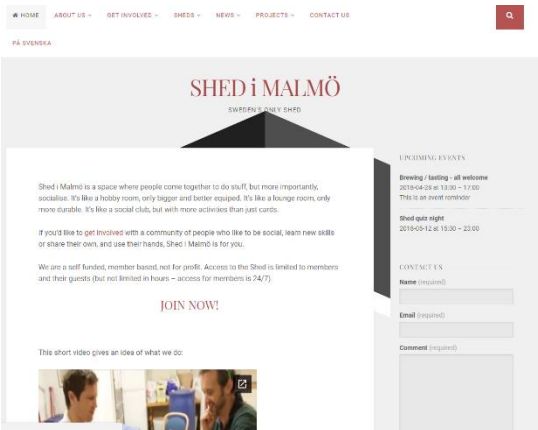 HOME ABOUT US GET INVOLVED SHEDS NEWS PROJECTS CONTACT US
PÅ SVENSKA
SHED i MALMÖ
SWEDEN'S ONLY SHED
Shed i Malmö is a space where people come together to do stuff, but more importantly,
socialise. It's like a hobby room, only bigger and better equiped. It's like a lounge room, only
more durable. It's like a social club, but with more activities than just cards.
If you'd like to get involved with a community of people who like to be social, learn new skills
or share their own, and use their hands, Shed i Malmö is for you.
We are a self funded, member based, not for profit. Access to the Shed is limited to members
and their guests (but not limited in hours – access for members is 24/7).
JOIN NOW!
This short video gives an idea of what we do:
UPCOMING EVENTS
Brewing / tasting - all welcome
2018-04-28 at 13:00 – 17:00
This is an event reminder
Shed quiz night
2018-05-12 at 15:30 – 23:00
CONTACT US
Name (required)
Email (required)
Comment (required)